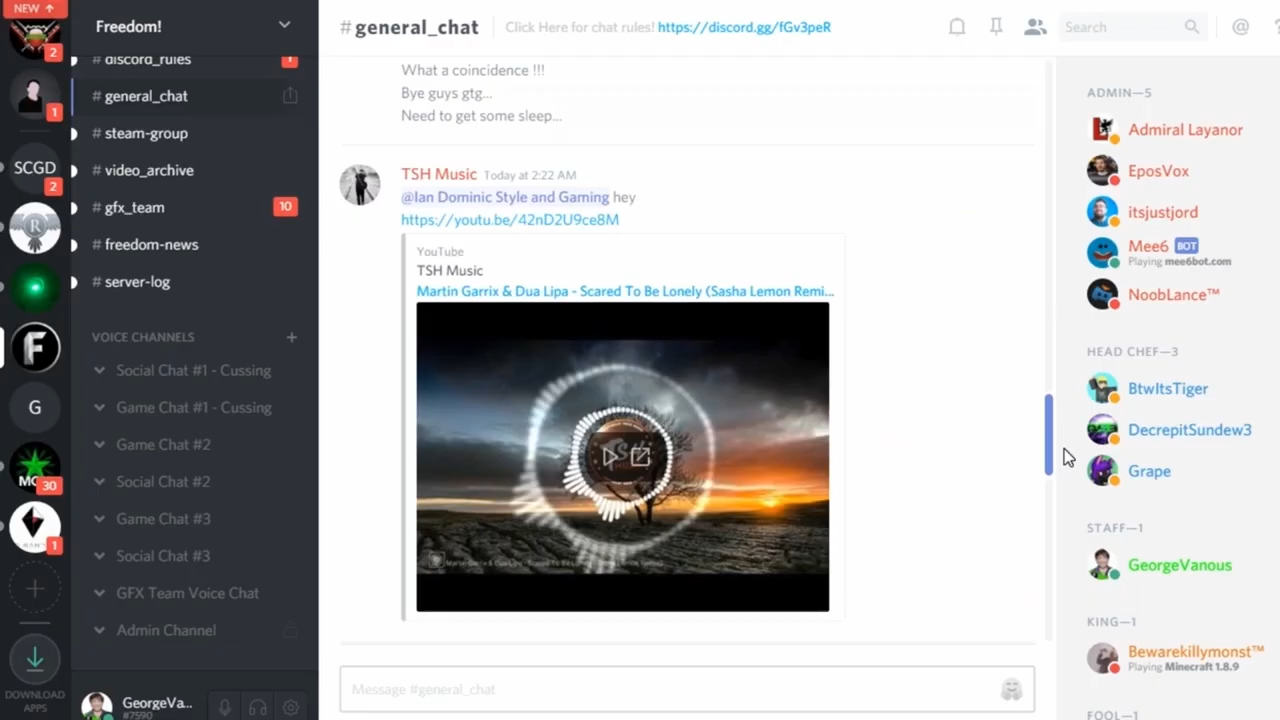 NEW ↑
2
1
SCGD
2
R
F
G
MC
30
1
DOWNLOAD
APPS
Freedom!
# discord_rules
1
# general_chat
# steam-group
# video_archive
# gfx_team
10
# freedom-news
# server-log
VOICE CHANNELS
Social Chat #1 - Cussing
Game Chat #1 - Cussing
Game Chat #2
Social Chat #2
Game Chat #3
Social Chat #3
GFX Team Voice Chat
Admin Channel
GeorgeVa...
#7590
#general_chat
Click Here for chat rules! https://discord.gg/fGv3peR
Search
@
What a coincidence !!!
Bye guys gtg...
Need to get some sleep...
TSH Music Today at 2:22 AM
@Ian Dominic Style and Gaming hey
https://youtu.be/42nD2U9ce8M
YouTube
TSH Music
Martin Garrix & Dua Lipa - Scared To Be Lonely (Sasha Lemon Remi...
Message #general_chat
ADMIN—5
Admiral Layanor
EposVox
itsjustjord
Mee6 BOT
Playing mee6bot.com
NoobLance™
HEAD CHEF—3
BtwItsTiger
DecrepitSundew3
Grape
STAFF—1
GeorgeVanous
KING—1
Bewarekillymonst™
Playing Minecraft 1.8.9
FOOL—1